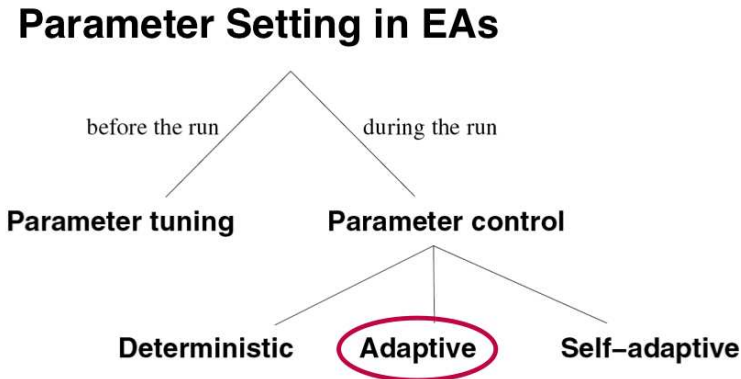 Parameter Setting in EAs
before the run
during the run
Parameter tuning
Parameter control
Deterministic
Adaptive
Self–adaptive